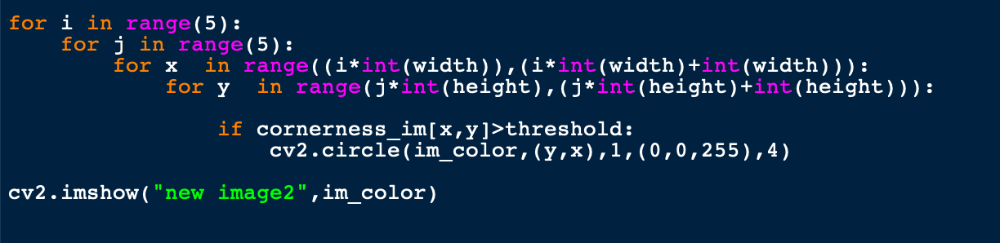 for i in range(5):
    for j in range(5):
        for x  in range((i*int(width)),(i*int(width)+int(width))):
            for y  in range(j*int(height),(j*int(height)+int(height))):
                if cornerness_im[x,y]>threshold:
                    cv2.circle(im_color,(y,x),1,(0,0,255),4)
cv2.imshow("new image2",im_color)